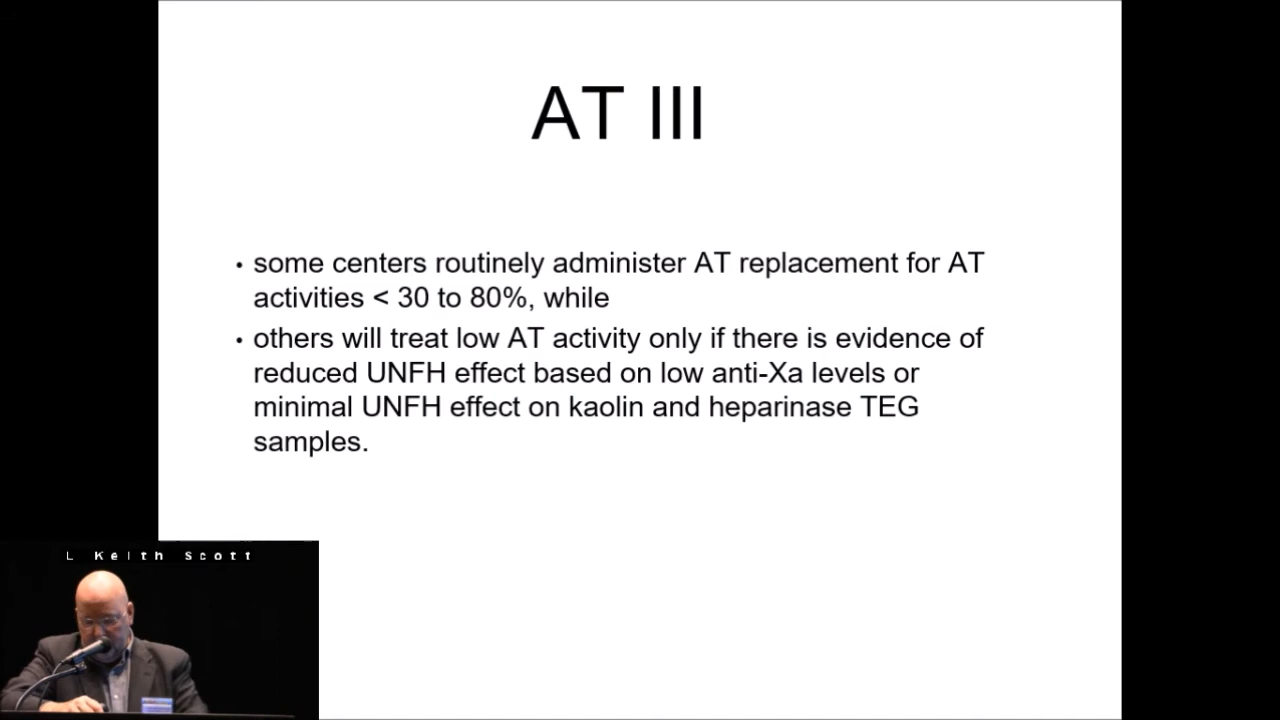 AT III
• some centers routinely administer AT replacement for AT
activities < 30 to 80%, while
• others will treat low AT activity only if there is evidence of
reduced UNFH effect based on low anti-Xa levels or
minimal UNFH effect on kaolin and heparinase TEG
samples.
L Keith Scott